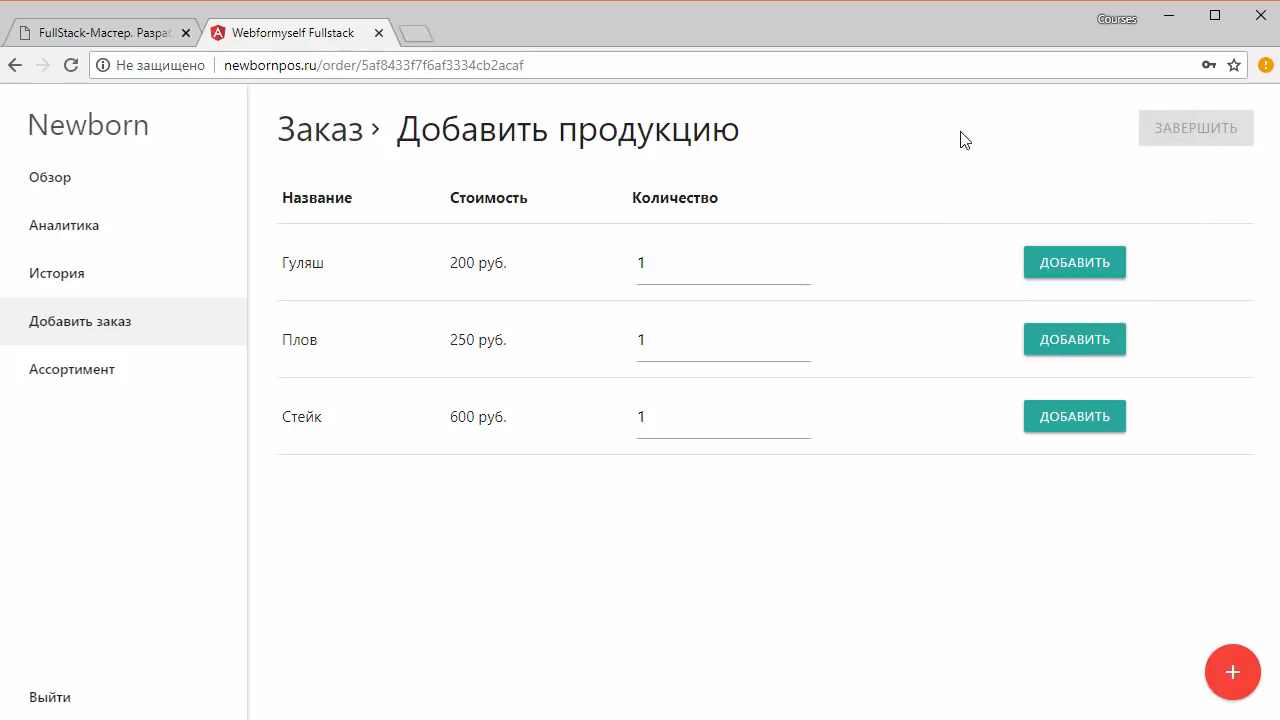 FullStack-Мастер. Разраб
Webformyself Fullstack
Courses
Не защищено
newbornpos.ru/order/5af8433f7f6af3334cb2acaf
Newborn
Обзор
Аналитика
История
Добавить заказ
Ассортимент
Выйти
Заказ› Добавить продукцию
ЗАВЕРШИТЬ
Название Стоимость Количество
Гуляш 200 руб. 1 ДОБАВИТЬ
Плов 250 руб. 1 ДОБАВИТЬ
Стейк 600 руб. 1 ДОБАВИТЬ
+